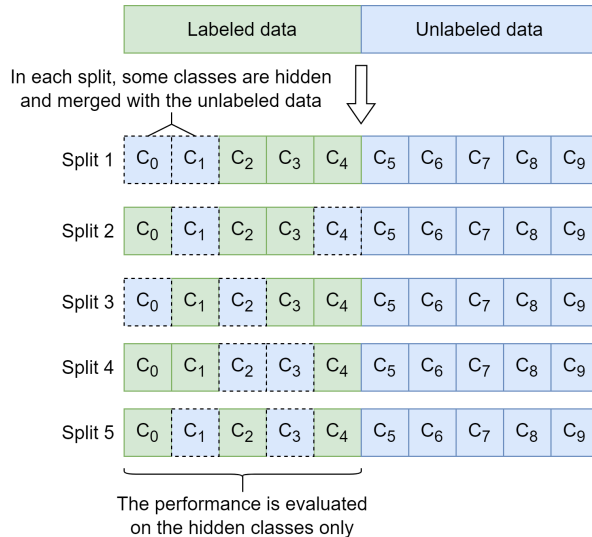 Labeled data Unlabeled data
In each split, some classes are hidden
and merged with the unlabeled data
Split 1 C0 C1 C2 C3 C4 C5 C6 C7 C8 C9
Split 2 C0 C1 C2 C3 C4 C5 C6 C7 C8 C9
Split 3 C0 C1 C2 C3 C4 C5 C6 C7 C8 C9
Split 4 C0 C1 C2 C3 C4 C5 C6 C7 C8 C9
Split 5 C0 C1 C2 C3 C4 C5 C6 C7 C8 C9
The performance is evaluated
on the hidden classes only